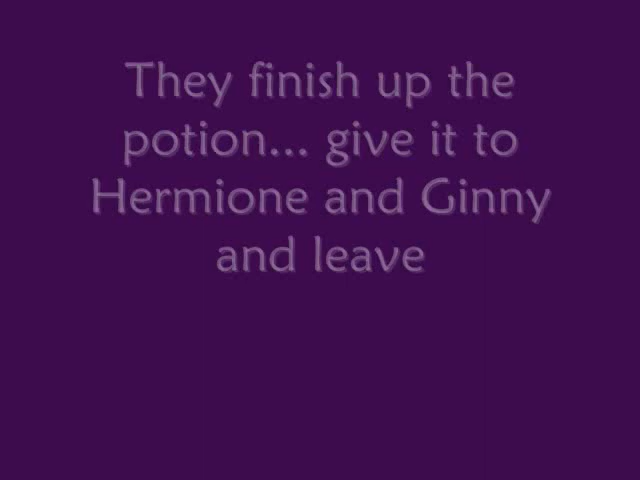 They finish up the
potion... give it to
Hermione and Ginny
and leave